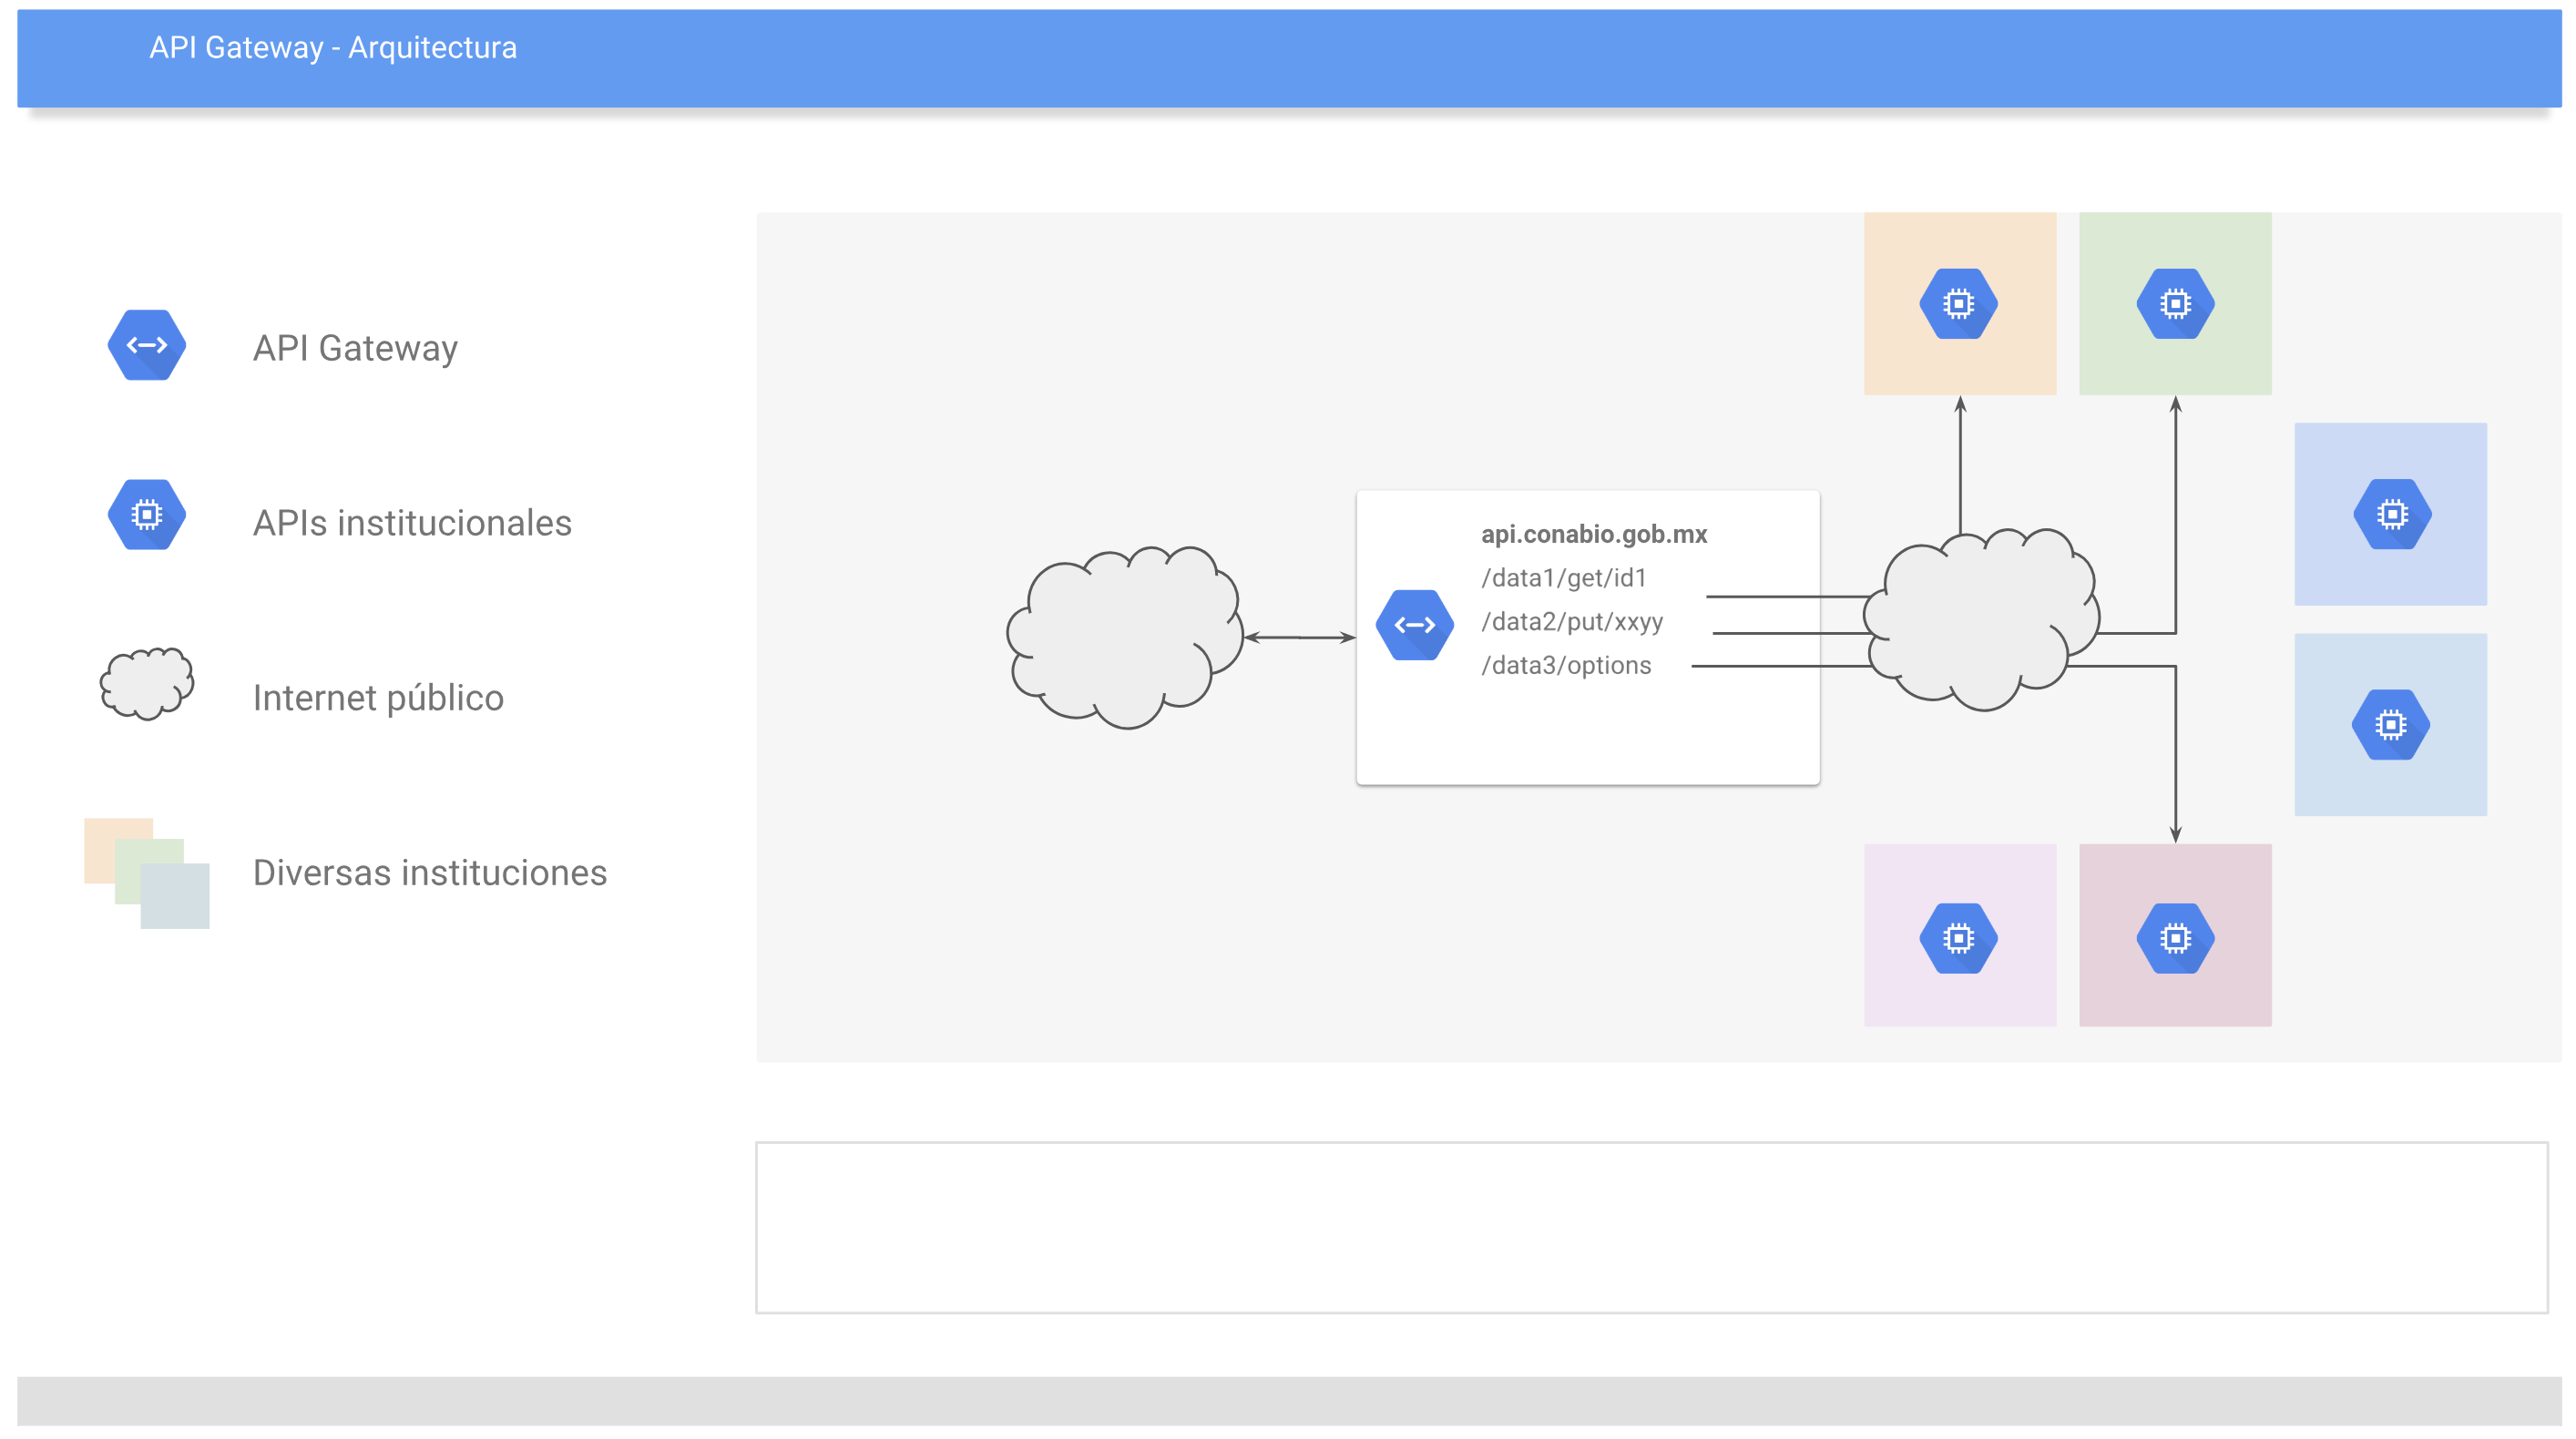 API Gateway - Arquitectura
API Gateway
APIs institucionales
Internet público
Diversas instituciones
api.conabio.gob.mx
/data1/get/id1
/data2/put/xxyy
/data3/options